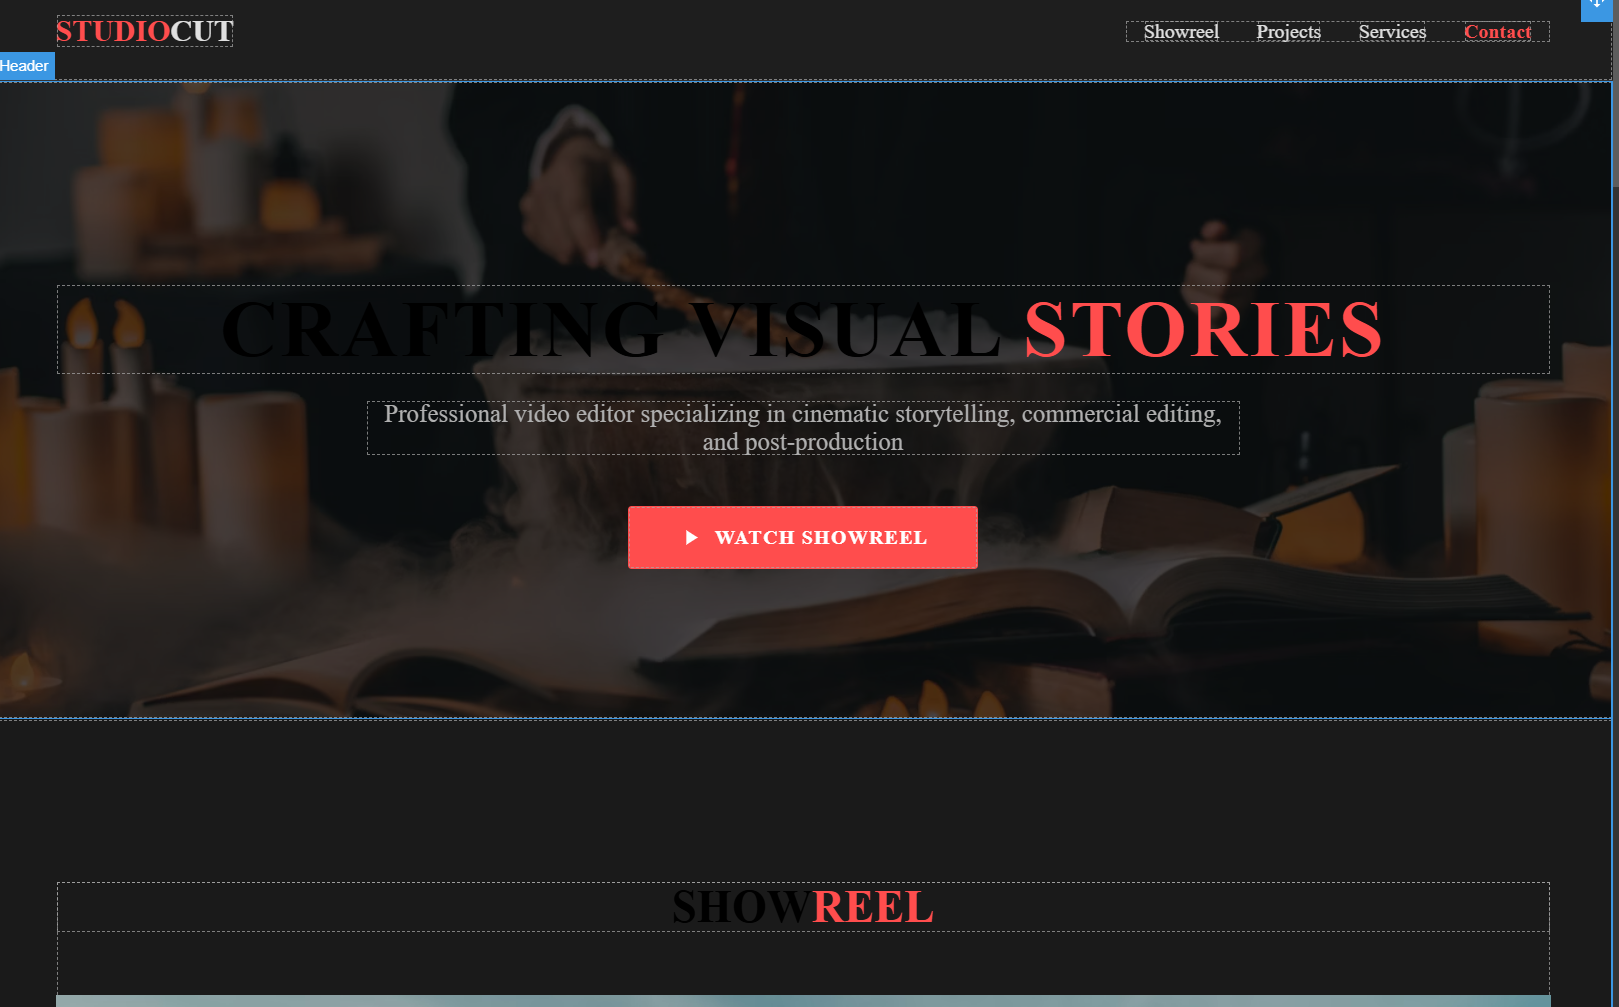 STUDIOCUT
Showreel Projects Services Contact
Header
CRAFTING VISUAL STORIES
Professional video editor specializing in cinematic storytelling, commercial editing,
and post-production
WATCH SHOWREEL
SHOWREEL